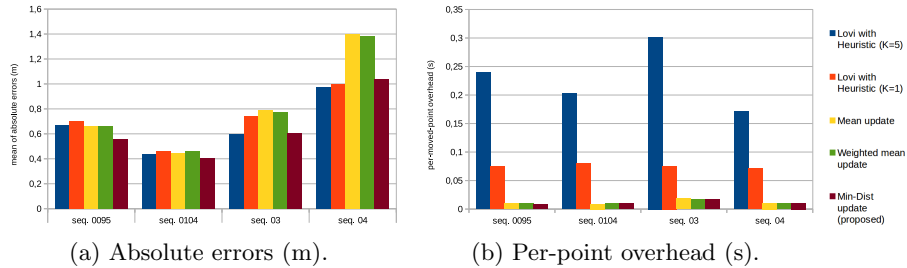 1,6
1,4
1,2
1
0,8
0,6
0,4
0,2
0
mean of absolute errors (m)
seq. 0095 seq. 0104 seq. 03 seq. 04
(a) Absolute errors (m).
0,35
0,3
0,25
0,2
0,15
0,1
0,05
0
per-moved-point overhead (s)
seq. 0095 seq. 0104 seq. 03 seq. 04
(b) Per-point overhead (s).
Lovi with
Heuristic (K=5)
Lovi with
Heuristic (K=1)
Mean update
Weighted mean
update
Min-Dist
update
(proposed)